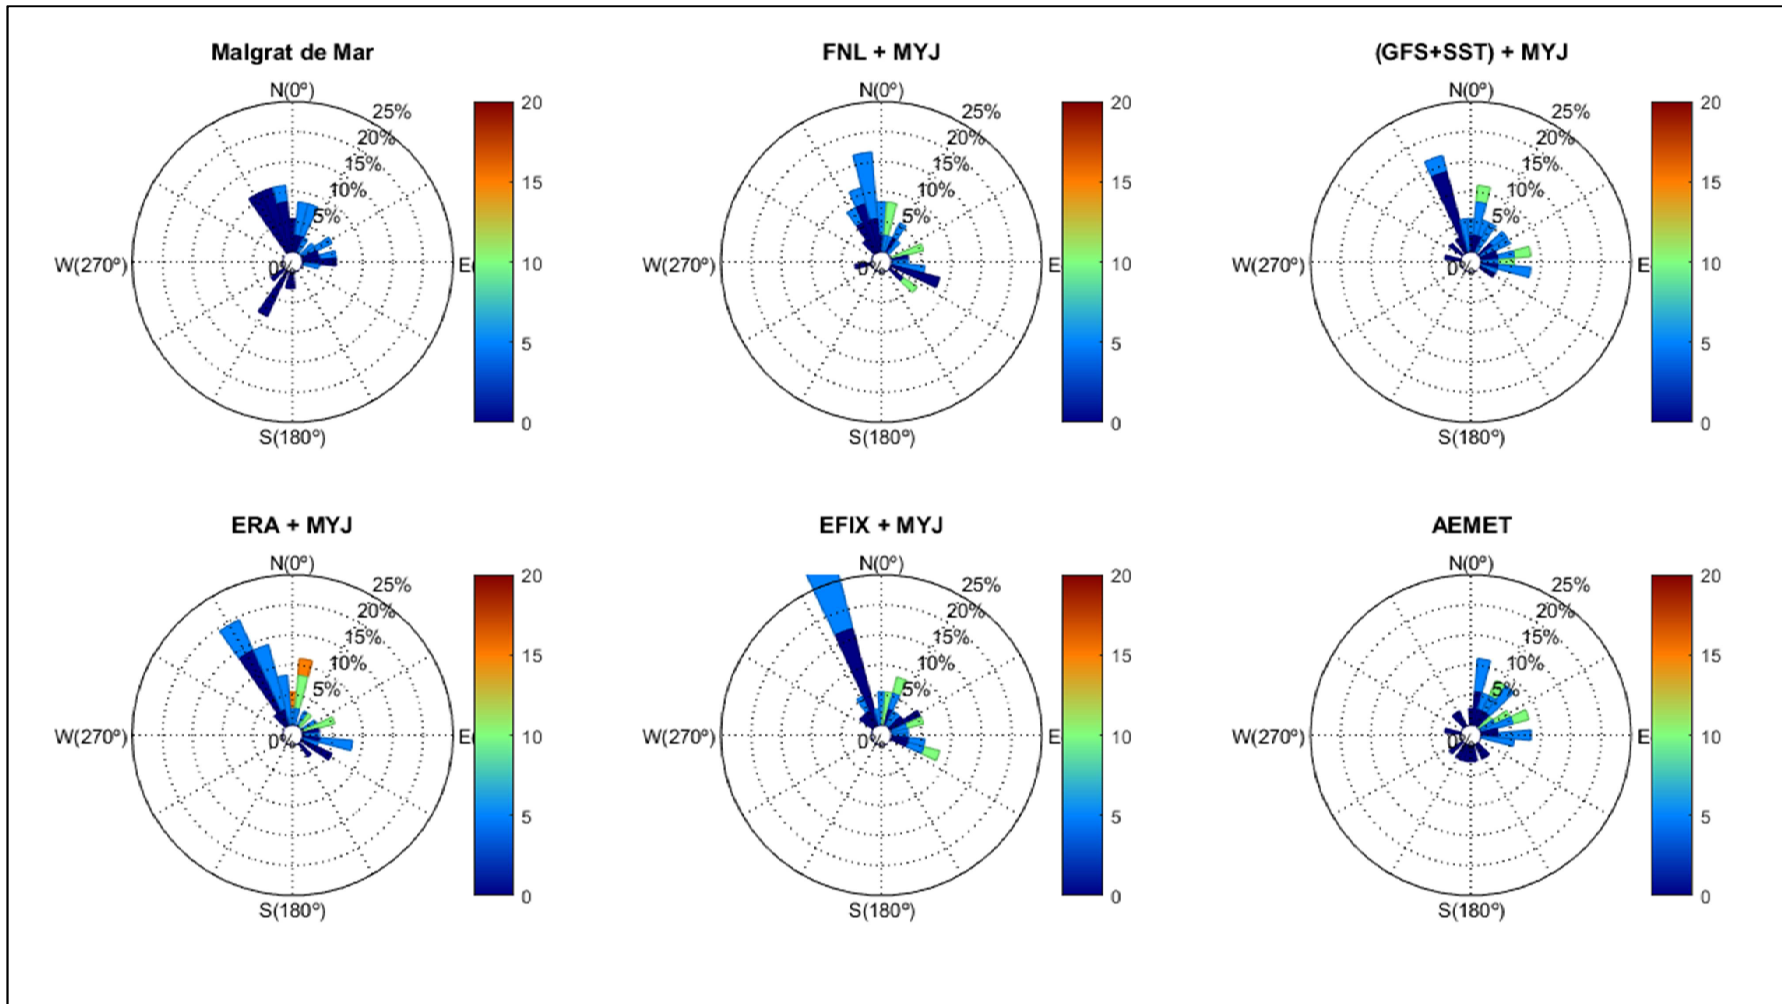 Malgrat de Mar
N(0º)
25%
20%
15%
10%
5%
0%
W(270º)
E(
S(180º)
20
15
10
5
0
FNL + MYJ
N(0º)
25%
20%
15%
10%
5%
0%
W(270º)
E
S(180º)
20
15
10
5
0
(GFS+SST) + MYJ
N(0º)
25%
20%
15%
10%
5%
0%
W(270º)
E
S(180º)
20
15
10
5
0
ERA + MYJ
N(0º)
25%
20%
15%
10%
5%
0%
W(270º)
E(
S(180º)
20
15
10
5
0
EFIX + MYJ
N(0º)
25%
20%
15%
10%
5%
0%
W(270º)
E
S(180º)
20
15
10
5
0
AEMET
N(0º)
25%
20%
15%
10%
5%
0%
W(270º)
E
S(180º)
20
15
10
5
0